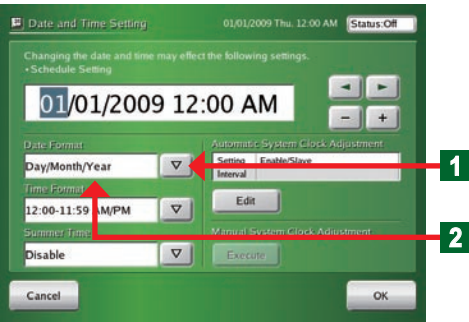 Date and Time Setting 01/01/2009 Thu. 12:00 AM Status:Off
Changing the date and time may effect the following settings.
• Schedule Setting
01/01/2009 12:00 AM
- +
Date Format
Automatic System Clock Adjustment
Day/Month/Year
Setting Enable/Slave
Interval
1
Time Format
12:00-11:59 AM/PM
Edit
2
Summer Time
Manual System Clock Adjustment
Disable
Execute
Cancel
OK